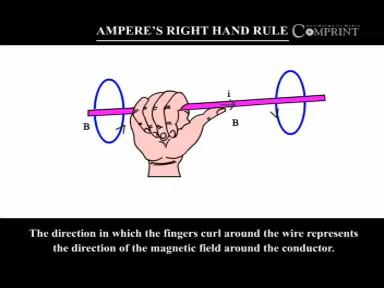 AMPERE'S RIGHT HAND RULE
COMPRINT
i
B
B
The direction in which the fingers curl around the wire represents
the direction of the magnetic field around the conductor.